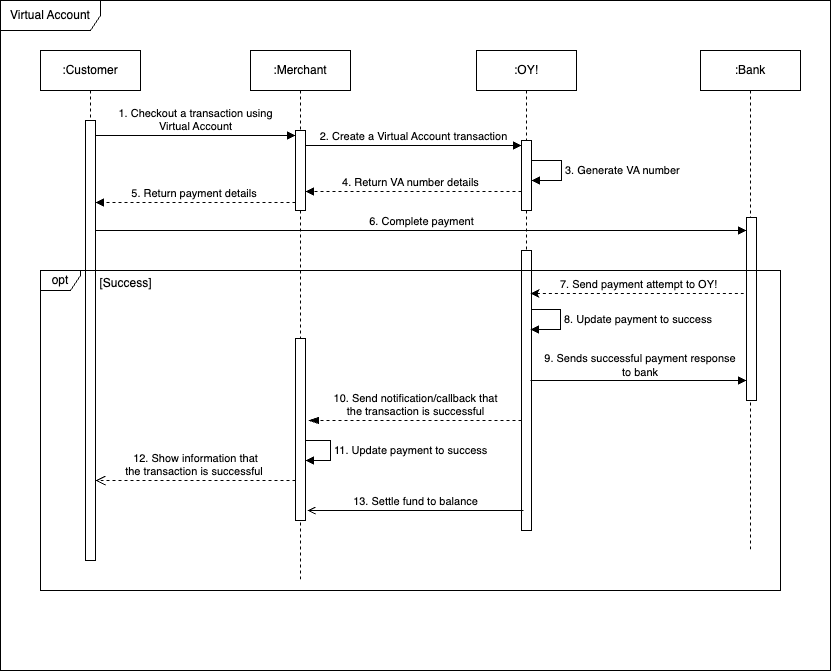 Virtual Account
:Customer
:Merchant
:OY!
:Bank
1. Checkout a transaction using
Virtual Account
2. Create a Virtual Account transaction
3. Generate VA number
4. Return VA number details
5. Return payment details
6. Complete payment
opt
[Success]
7. Send payment attempt to OY!
8. Update payment to success
9. Sends successful payment response
to bank
10. Send notification/callback that
the transaction is successful
11. Update payment to success
12. Show information that
the transaction is successful
13. Settle fund to balance